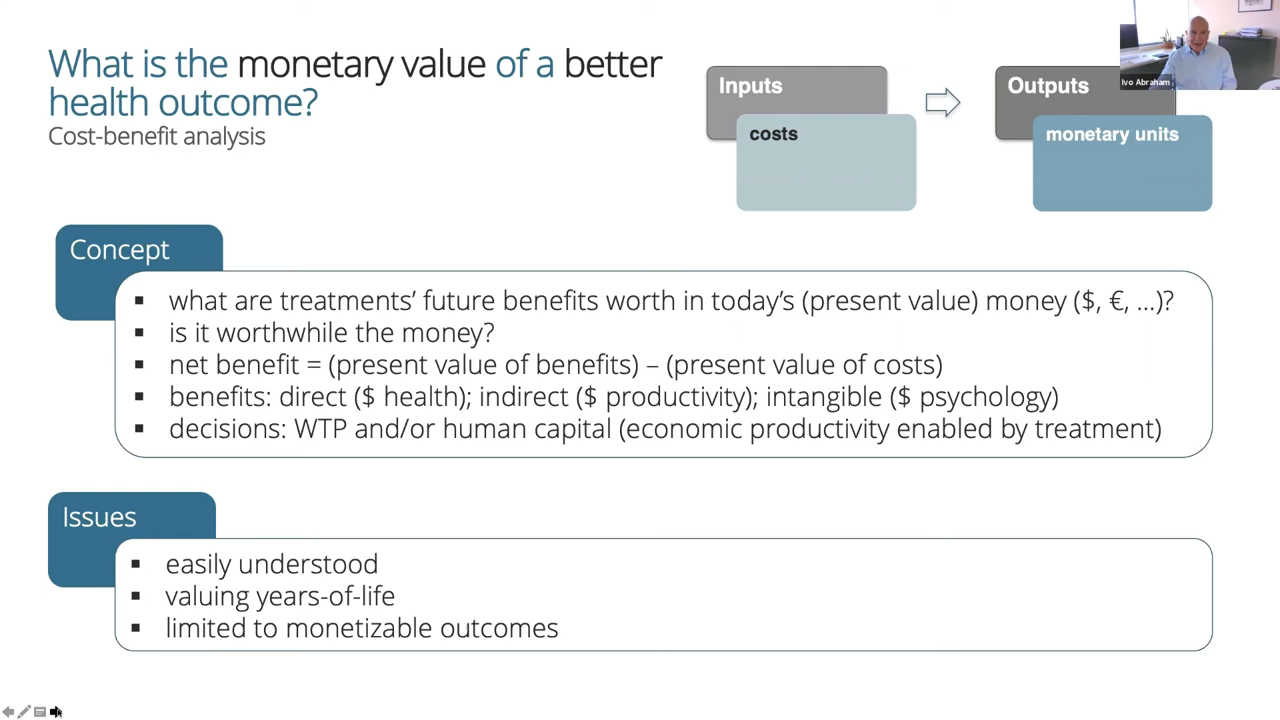 What is the monetary value of a better
health outcome?
Cost-benefit analysis
Inputs
costs
Outputs
monetary units
Ivo Abraham
Concept
▪ what are treatments’ future benefits worth in today’s (present value) money ($, €, ...)?
▪ is it worthwhile the money?
▪ net benefit = (present value of benefits) – (present value of costs)
▪ benefits: direct ($ health); indirect ($ productivity); intangible ($ psychology)
▪ decisions: WTP and/or human capital (economic productivity enabled by treatment)
Issues
▪ easily understood
▪ valuing years-of-life
▪ limited to monetizable outcomes